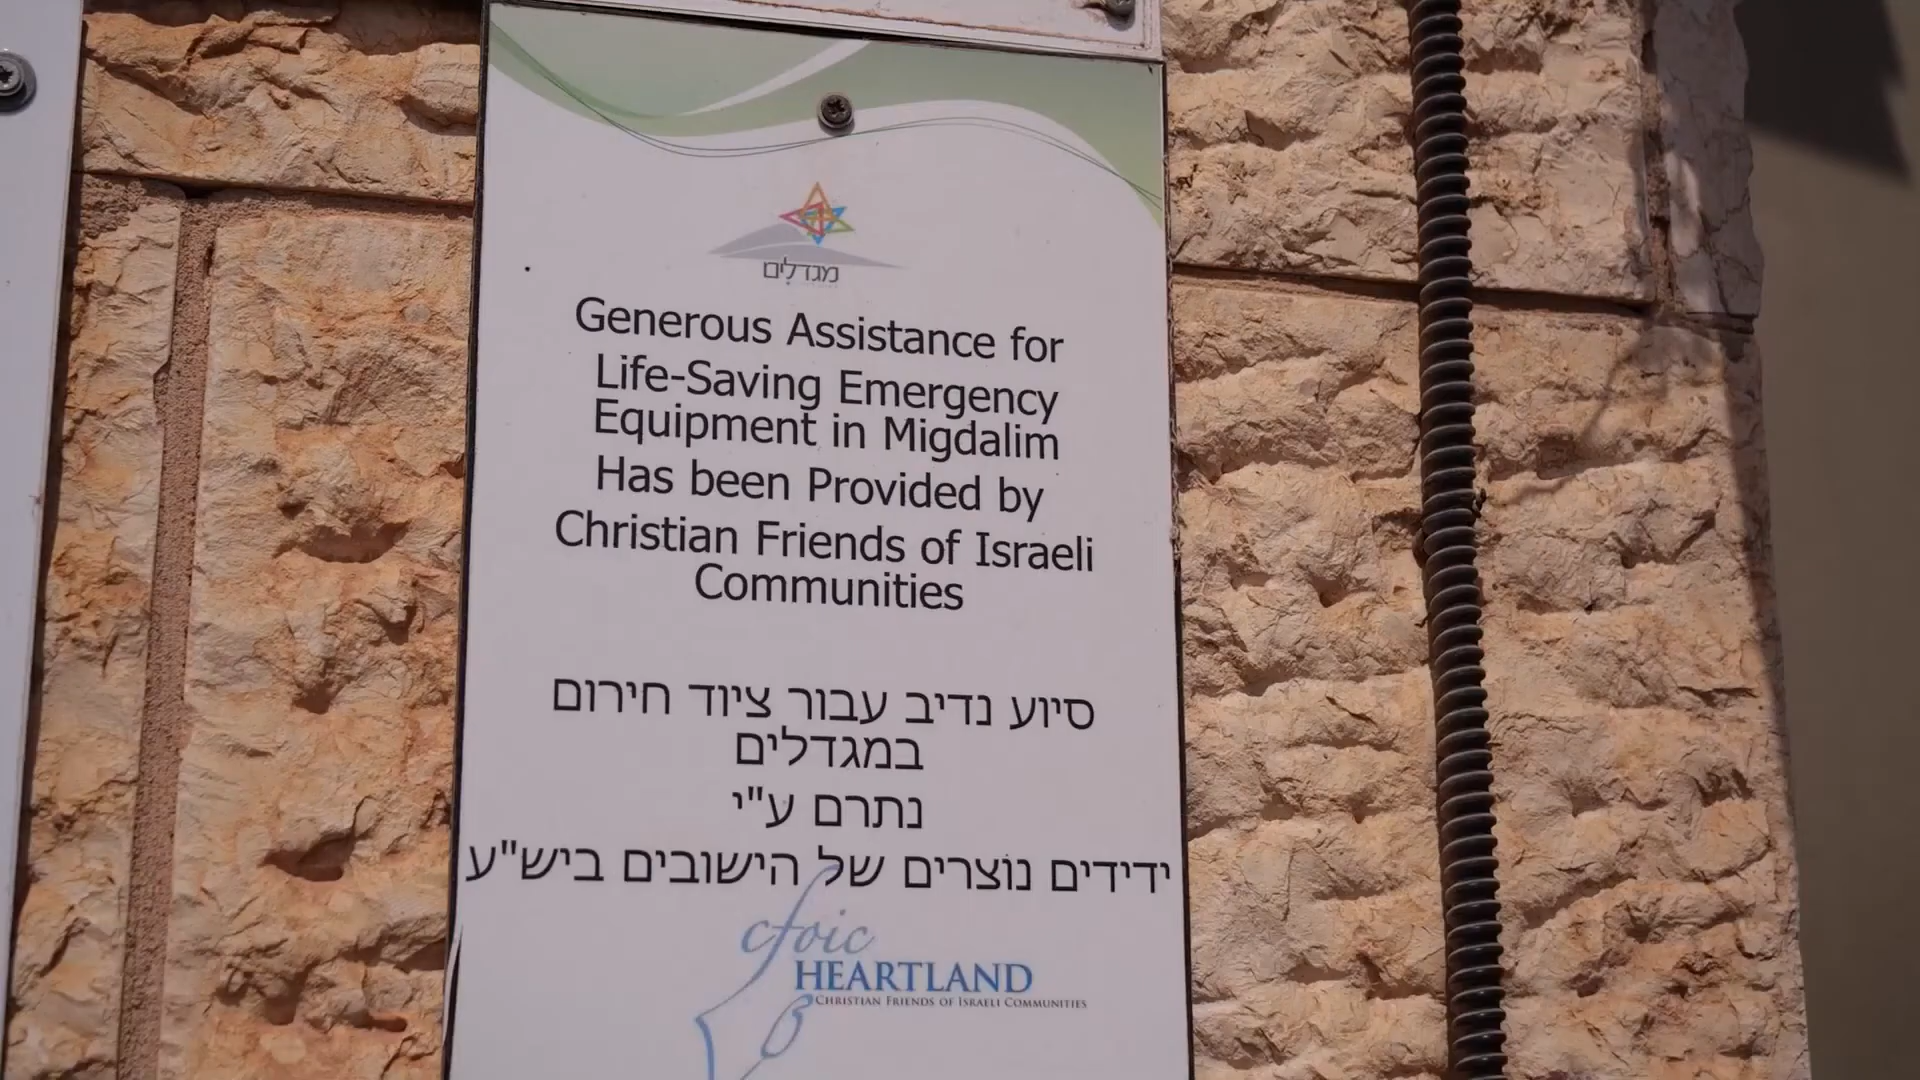 מגדלים
Generous Assistance for
Life-Saving Emergency
Equipment in Migdalim
Has been Provided by
Christian Friends of Israeli
Communities
סיוע נדיב עבור ציוד חירום
במגדלים
נתרם ע"י
ידידים נוצרים של הישובים ביש"ע
cfoic
HEARTLAND
CHRISTIAN FRIENDS OF ISRAELI COMMUNITIES